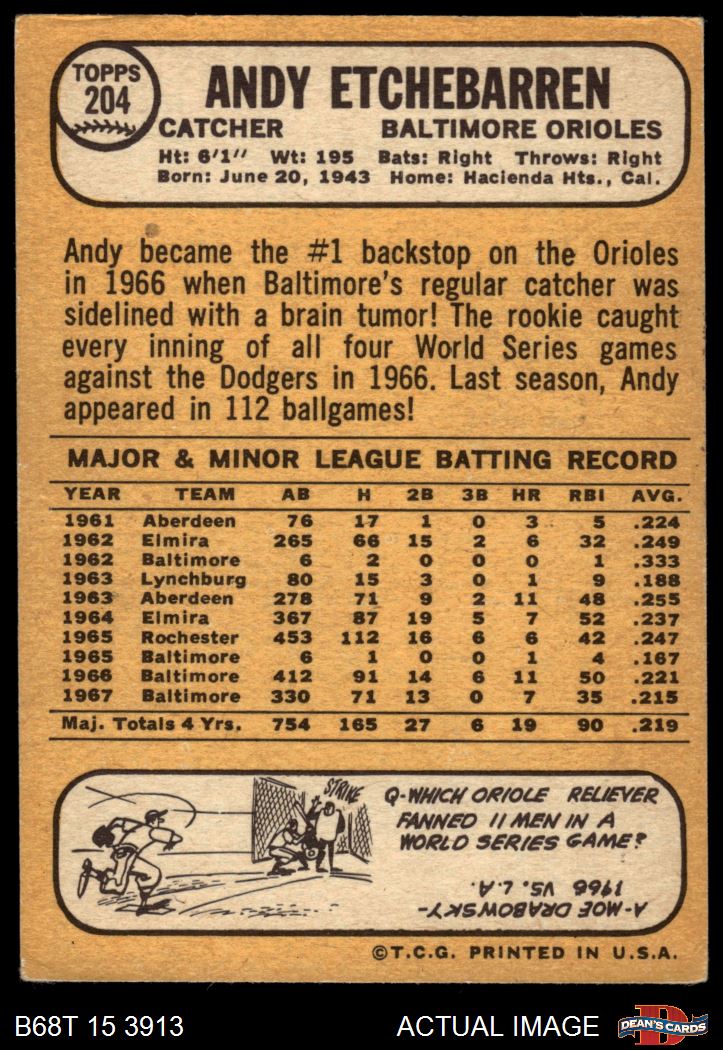 TOPPS
204
ANDY ETCHEBARREN
CATCHER BALTIMORE ORIOLES
Ht: 6'1" Wt: 195 Bats: Right Throws: Right
Born: June 20, 1943 Home: Hacienda Hts., Cal.
Andy became the #1 backstop on the Orioles
in 1966 when Baltimore's regular catcher was
sidelined with a brain tumor! The rookie caught
every inning of all four World Series games
against the Dodgers in 1966. Last season, Andy
appeared in 112 ballgames!
MAJOR & MINOR LEAGUE BATTING RECORD
YEAR TEAM AB H 2B 3B HR RBI AVG.
1961 Aberdeen 76 17 1 0 3 5 .224
1962 Elmira 265 66 15 2 6 32 .249
1962 Baltimore 6 2 0 0 0 1 .333
1963 Lynchburg 80 15 3 0 1 9 .188
1963 Aberdeen 278 71 9 2 11 48 .255
1964 Elmira 367 87 19 5 7 52 .237
1965 Rochester 453 112 16 6 6 42 .247
1965 Baltimore 6 1 0 0 1 4 .167
1966 Baltimore 412 91 14 6 11 50 .221
1967 Baltimore 330 71 13 0 7 35 .215
Maj. Totals 4 Yrs. 754 165 27 6 19 90 .219
STRIKE
Q-WHICH ORIOLE RELIEVER
FANNED 11 MEN IN A
WORLD SERIES GAME?
A-MOE DRABOWSKY-
1966 VS. L.A.
©T.C.G. PRINTED IN U.S.A.
B68T 15 3913 ACTUAL IMAGE
D
DEAN'S CARDS